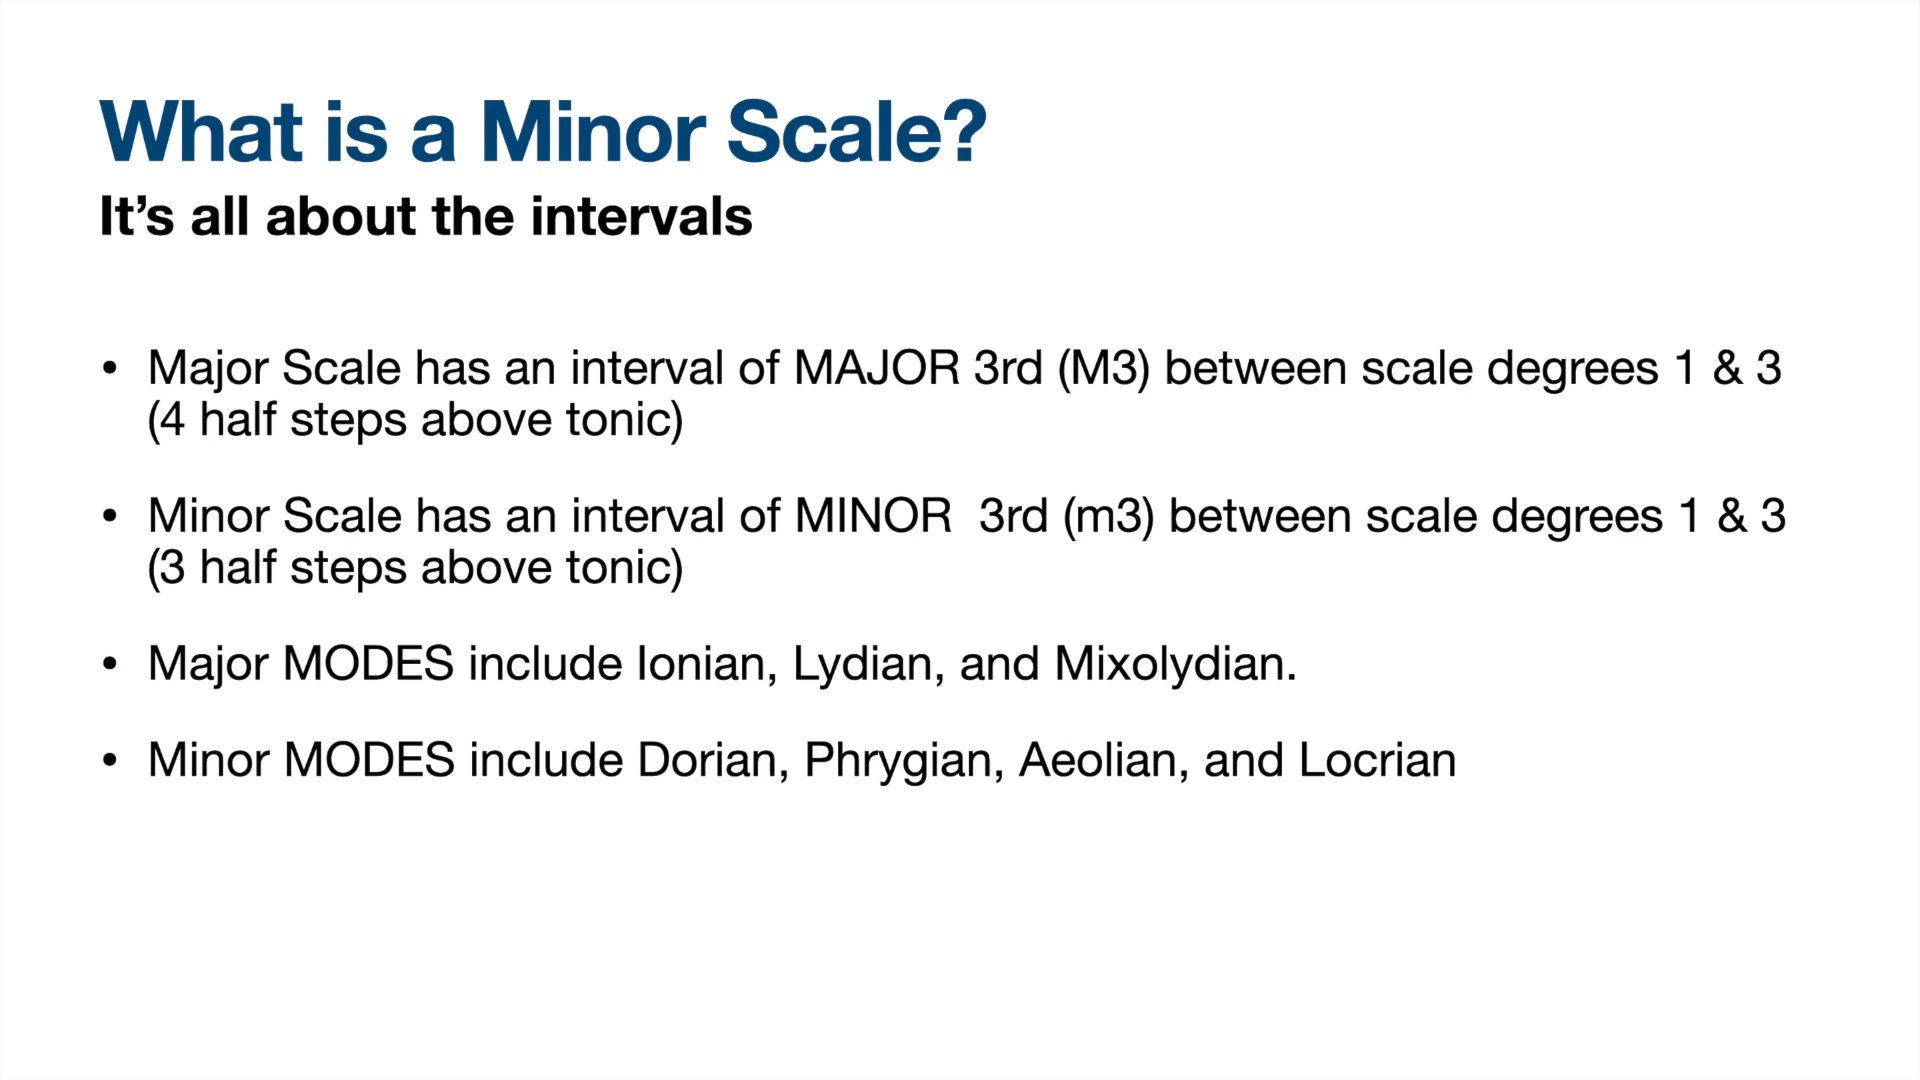 What is a Minor Scale?
It’s all about the intervals
• Major Scale has an interval of MAJOR 3rd (M3) between scale degrees 1 & 3
(4 half steps above tonic)
• Minor Scale has an interval of MINOR  3rd (m3) between scale degrees 1 & 3
(3 half steps above tonic)
• Major MODES include Ionian, Lydian, and Mixolydian.
• Minor MODES include Dorian, Phrygian, Aeolian, and Locrian